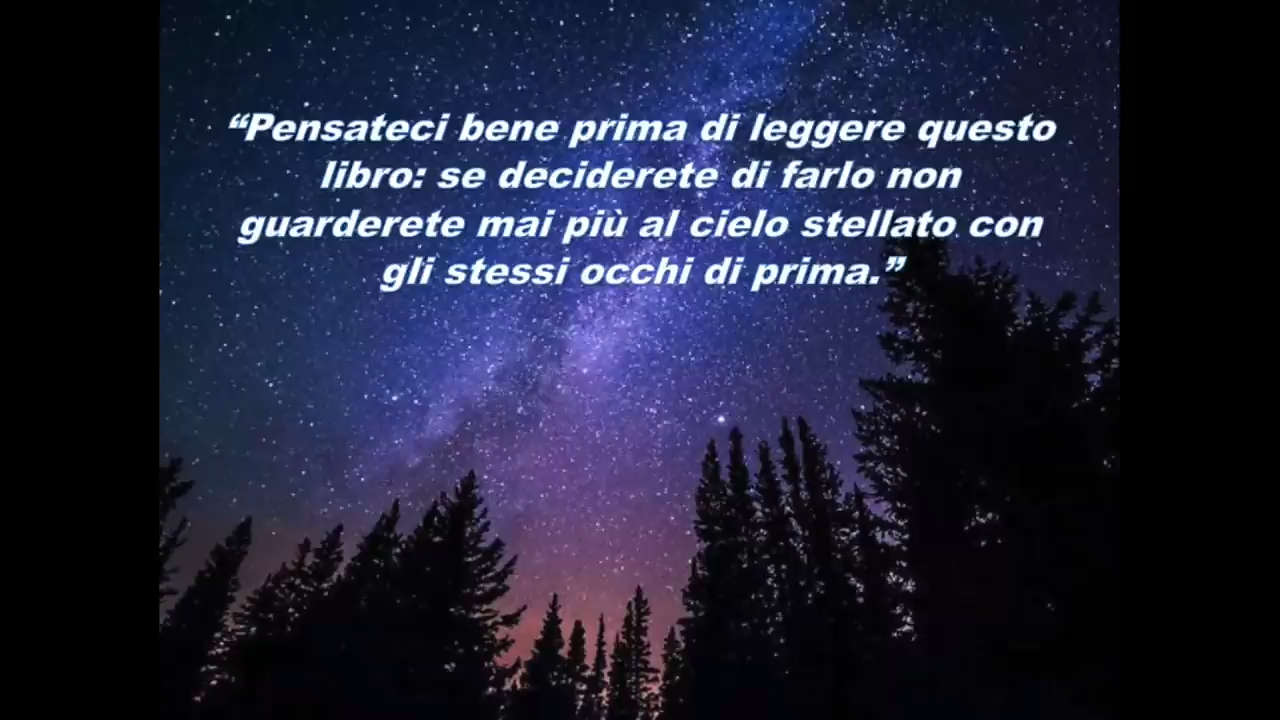 “Pensateci bene prima di leggere questo
libro: se deciderete di farlo non
guarderete mai più al cielo stellato con
gli stessi occhi di prima.”